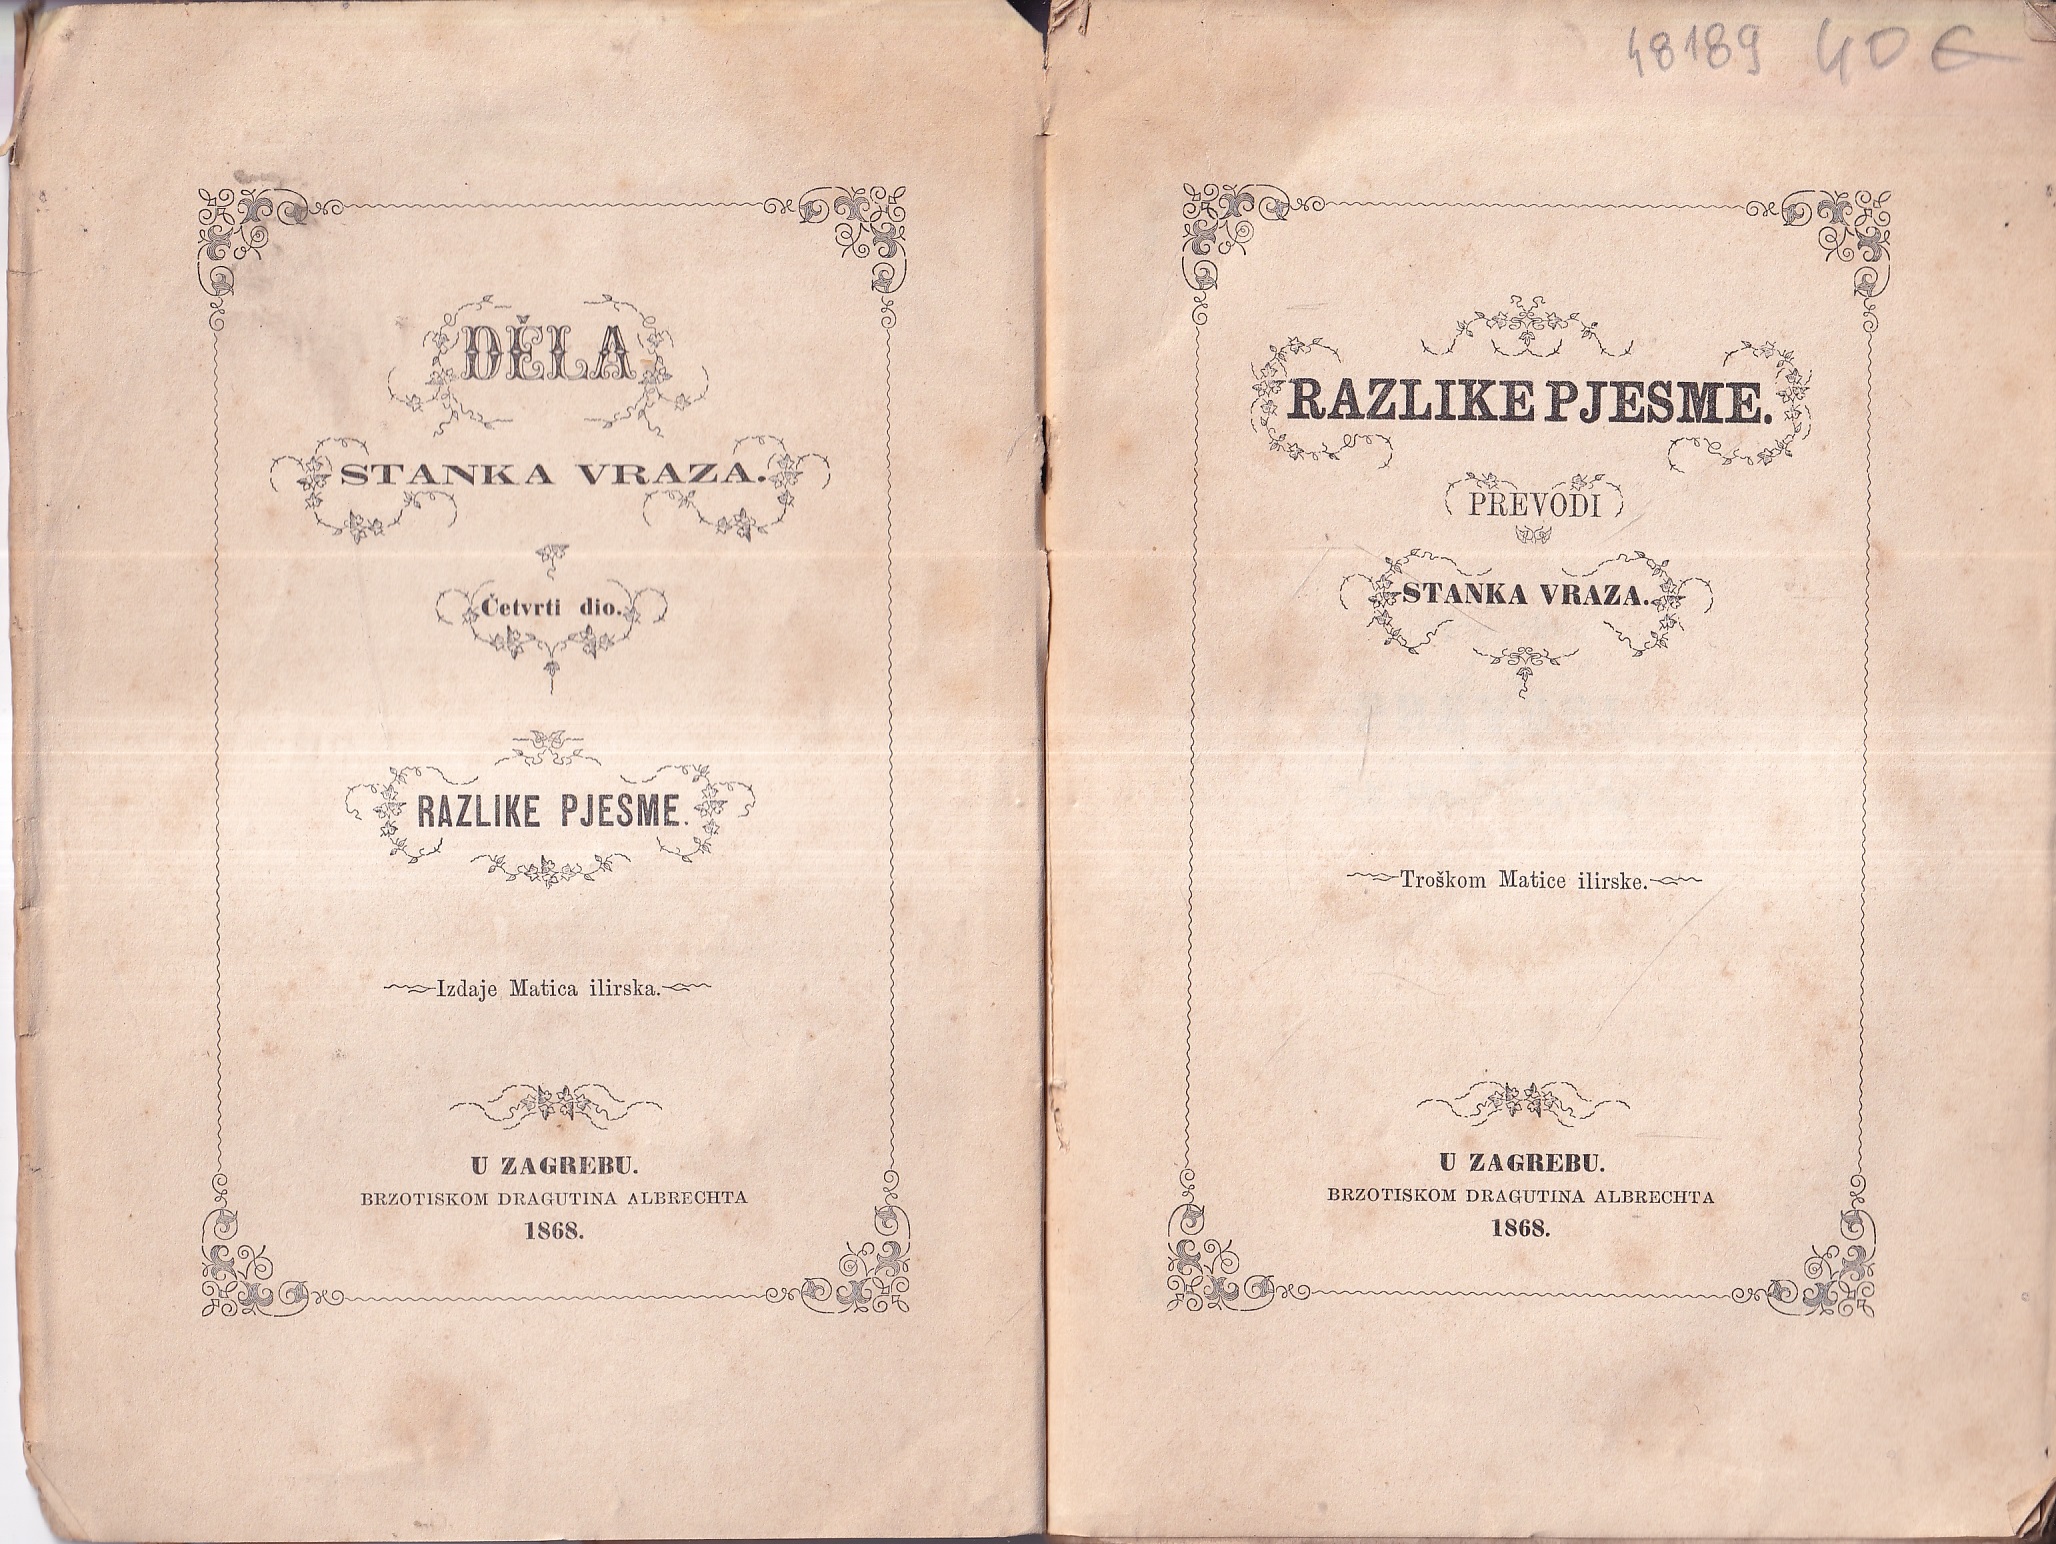 DĚLA
STANKA VRAZA.
Četvrti dio.
RAZLIKE PJESME.
Izdaje Matica ilirska.
U ZAGREBU.
BRZOTISKOM DRAGUTINA ALBRECHTA
1868.
48189 40 €
RAZLIKE PJESME.
PREVODI
STANKA VRAZA.
Troškom Matice ilirske.
U ZAGREBU.
BRZOTISKOM DRAGUTINA ALBRECHTA
1868.